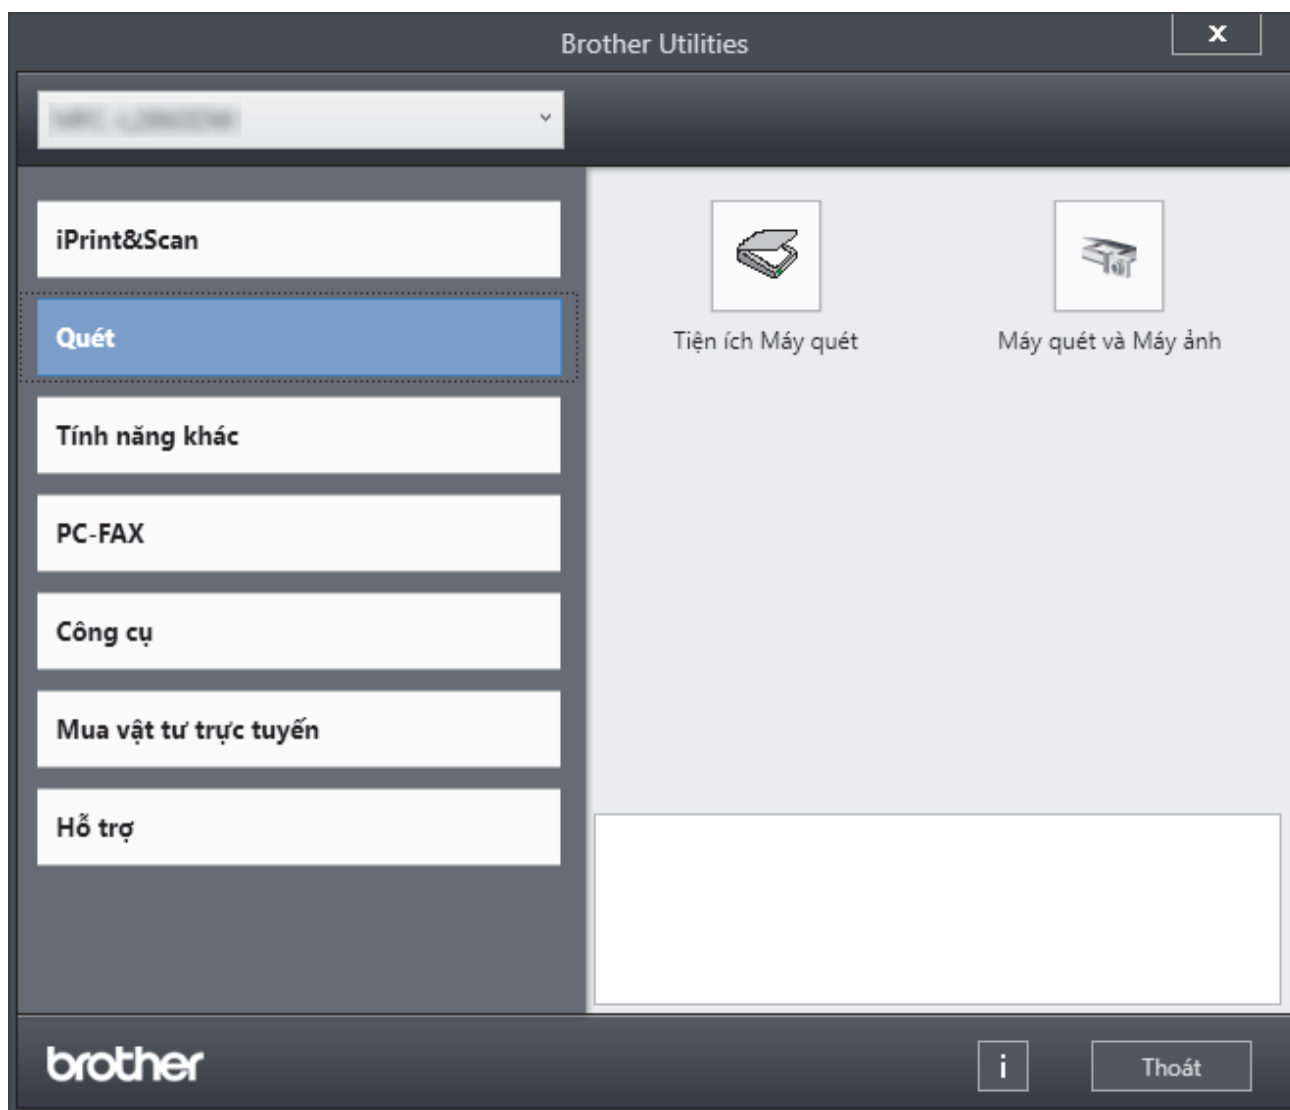 Brother Utilities
x
iPrint&Scan
Quét
Tính năng khác
PC-FAX
Công cụ
Mua vật tư trực tuyến
Hỗ trợ
Tiện ích Máy quét
Máy quét và Máy ảnh
brother
i
Thoát